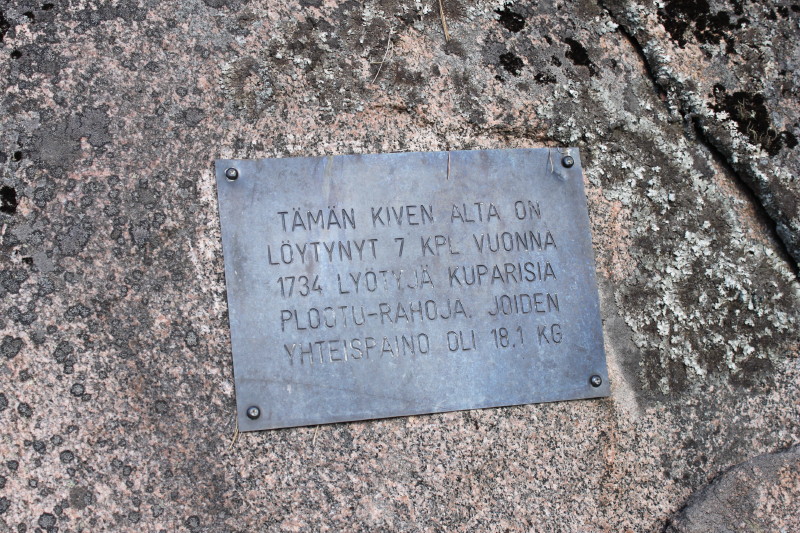 TÄMÄN KIVEN ALTA ON
LÖYTYNYT 7 KPL VUONNA
1734 LYÖTYJÄ KUPARISIA
PLOOTU-RAHOJA, JOIDEN
YHTEISPAINO OLI 18,1 KG